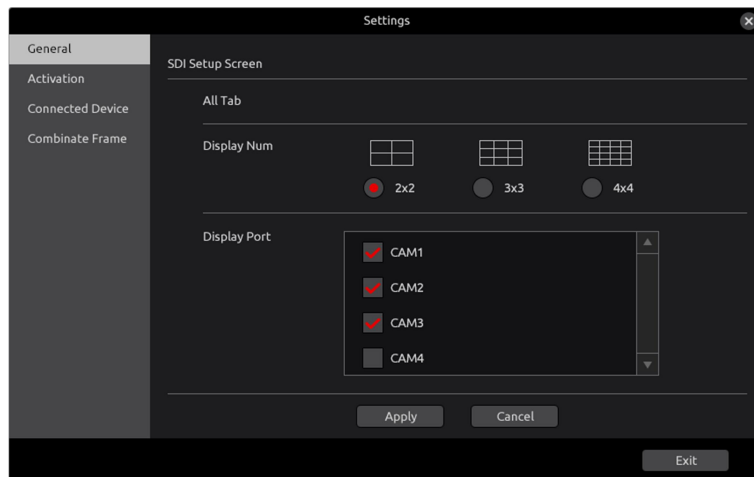 Settings
General
Activation
Connected Device
Combinate Frame
SDI Setup Screen
All Tab
Display Num
2x2
3x3
4x4
Display Port
CAM1
CAM2
CAM3
CAM4
Apply
Cancel
Exit